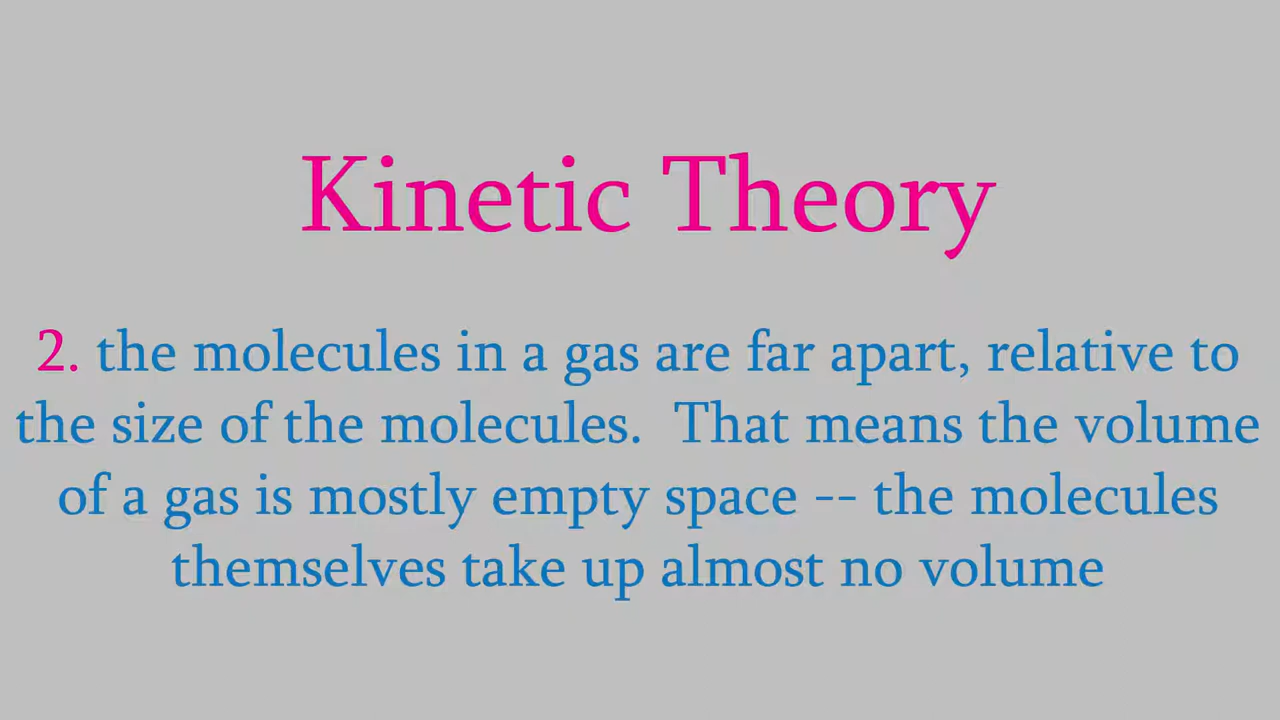 Kinetic Theory
2. the molecules in a gas are far apart, relative to
the size of the molecules.  That means the volume
of a gas is mostly empty space -- the molecules
themselves take up almost no volume